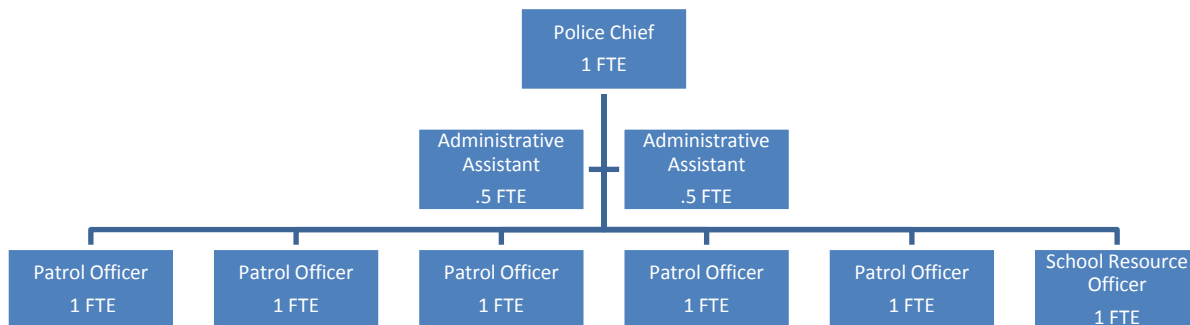 Police Chief
1 FTE
Administrative
Assistant
.5 FTE
Administrative
Assistant
.5 FTE
Patrol Officer
1 FTE
Patrol Officer
1 FTE
Patrol Officer
1 FTE
Patrol Officer
1 FTE
Patrol Officer
1 FTE
School Resource
Officer
1 FTE